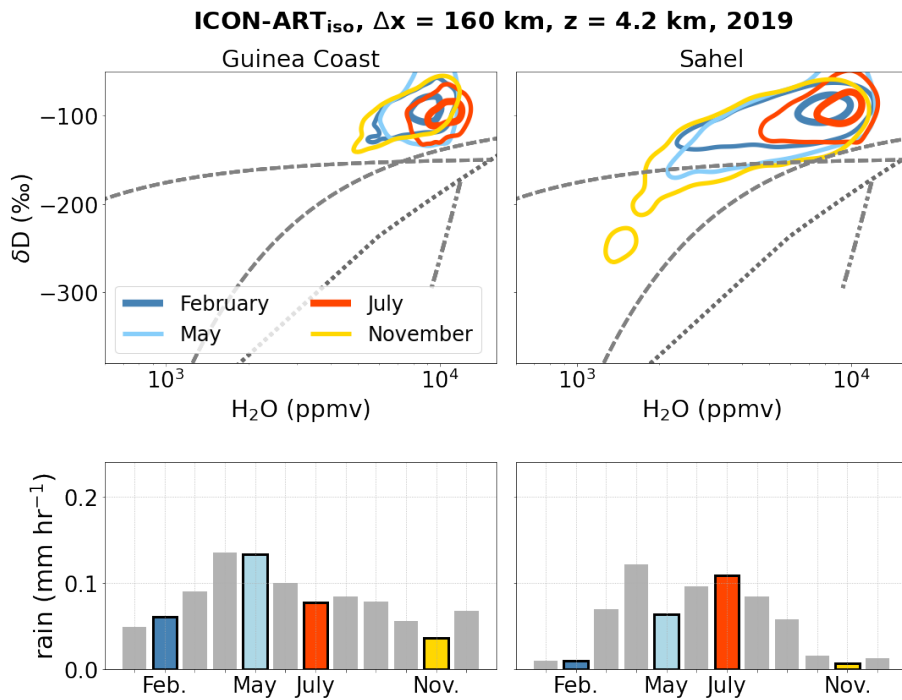 ICON-ART_iso, Δx = 160 km, z = 4.2 km, 2019
Guinea Coast
Sahel
δD (‰)
−100
−200
−300
February
July
May
November
10³
10⁴
10³
10⁴
H₂O (ppmv)
H₂O (ppmv)
rain (mm hr⁻¹)
0.2
0.1
0.0
Feb.
May
July
Nov.
Feb.
May
July
Nov.